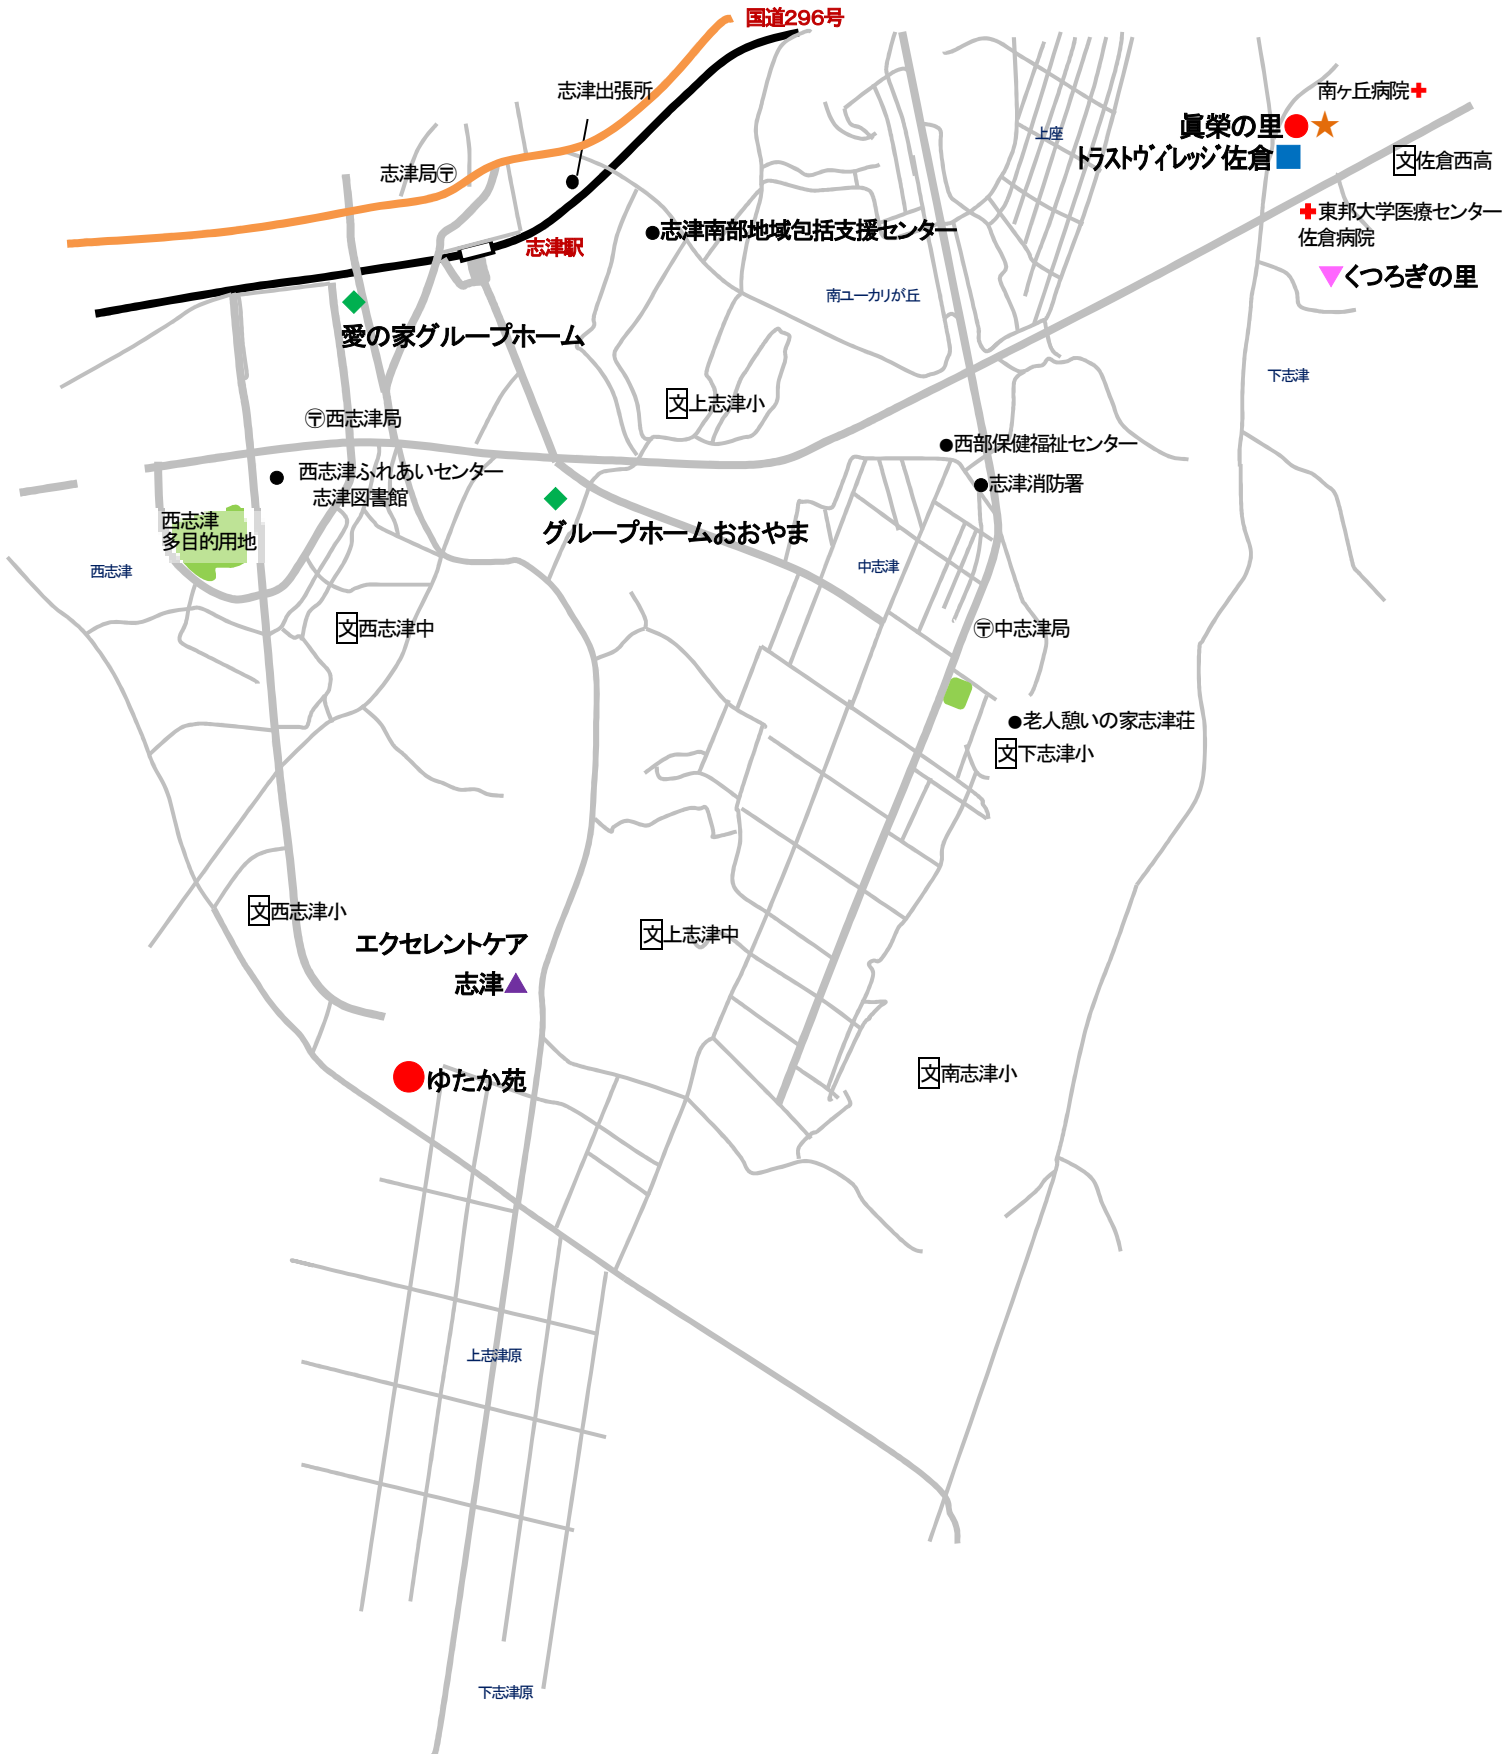 国道296号
志津出張所
南ヶ丘病院
眞榮の里
上座
トラストヴィレッジ佐倉
文佐倉西高
志津局〒
東邦大学医療センター
佐倉病院
●志津南部地域包括支援センター
志津駅
くつろぎの里
南ユーカリが丘
愛の家グループホーム
下志津
文上志津小
〒西志津局
●西部保健福祉センター
西志津ふれあいセンター
志津図書館
●志津消防署
西志津
多目的用地
グループホームおおやま
西志津
中志津
文西志津中
〒中志津局
●老人憩いの家志津荘
文下志津小
文西志津小
文上志津中
エクセレントケア
志津
ゆたか苑
文南志津小
上志津原
下志津原